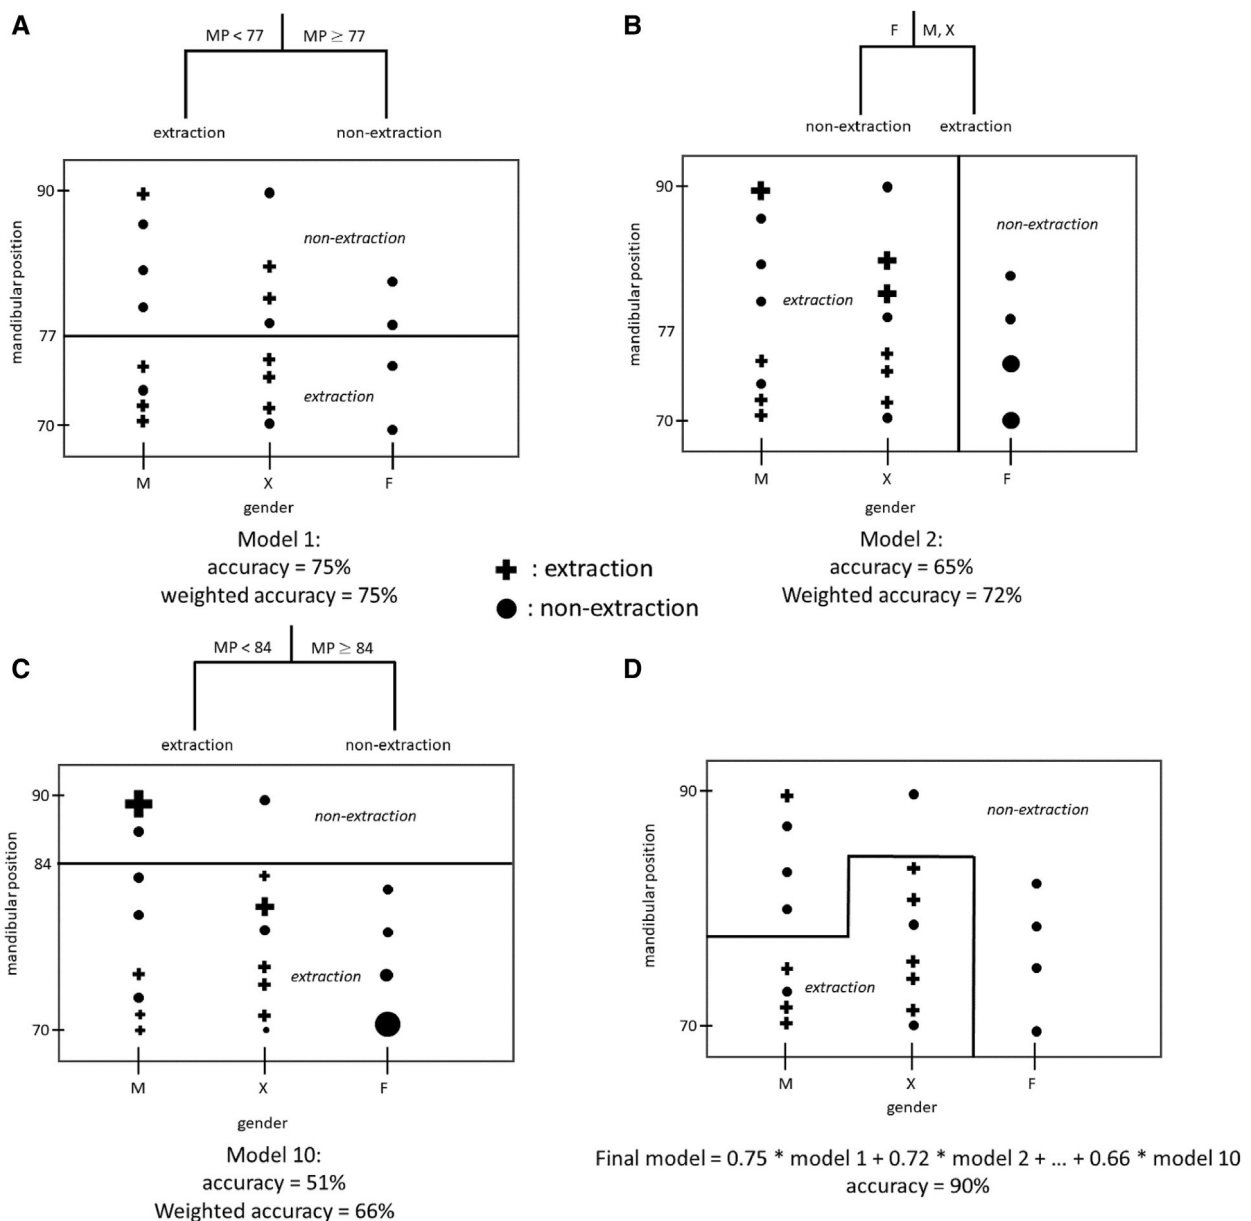 A
MP < 77 MP ≥ 77
extraction non-extraction
90
77
70
mandibular position
non-extraction
extraction
M X F
gender
Model 1:
accuracy = 75%
weighted accuracy = 75%
B
F M, X
non-extraction extraction
90
77
70
mandibular position
non-extraction
extraction
M X F
gender
Model 2:
accuracy = 65%
Weighted accuracy = 72%
: extraction
: non-extraction
C
MP < 84 MP ≥ 84
extraction non-extraction
90
84
70
mandibular position
non-extraction
extraction
M X F
gender
Model 10:
accuracy = 51%
Weighted accuracy = 66%
D
90
70
mandibular position
non-extraction
extraction
M X F
gender
Final model = 0.75 * model 1 + 0.72 * model 2 + ... + 0.66 * model 10
accuracy = 90%